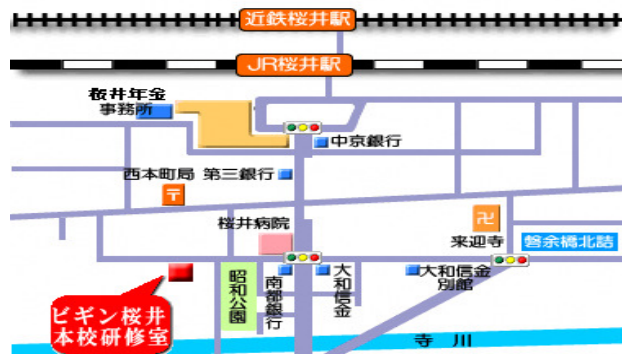 近鉄桜井駅
JR桜井駅
桜井年金
事務所
中京銀行
西本町局
第三銀行
〒
桜井病院
卍
来迎寺
磐余橋北詰
昭和公園
南都銀行
大和信金
大和信金
別館
ビギン桜井
本校研修室
寺川